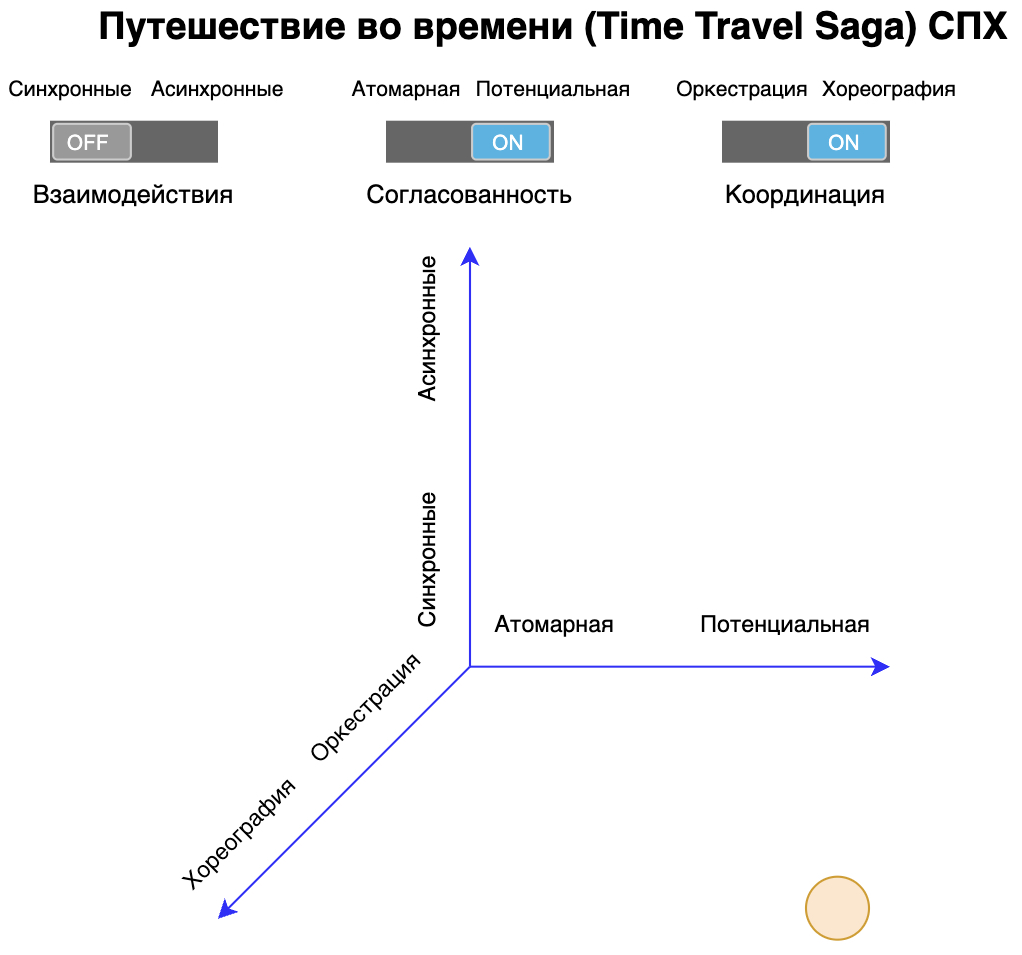 Путешествие во времени (Time Travel Saga) СПХ
Синхронные Асинхронные
Атомарная Потенциальная
Оркестрация Хореография
OFF
ON
ON
Взаимодействия
Согласованность
Координация
Асинхронные
Синхронные
Атомарная
Потенциальная
Оркестрация
Хореография